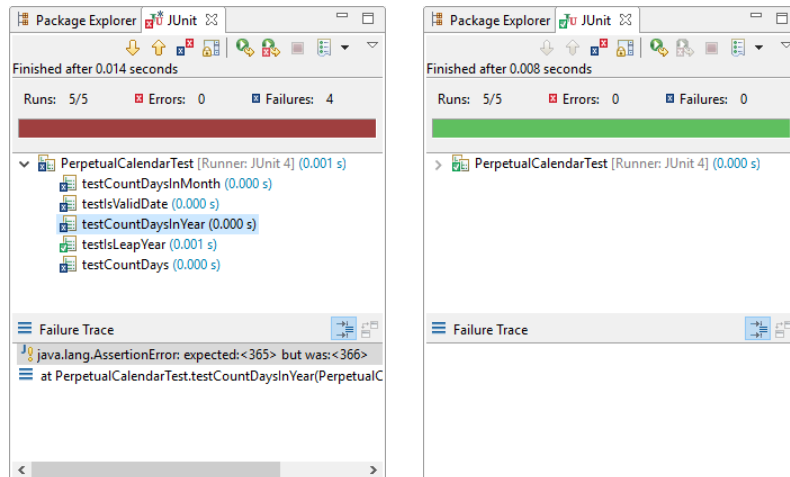 Package Explorer JUnit
Finished after 0.014 seconds
Runs: 5/5 Errors: 0 Failures: 4
PerpetualCalendarTest [Runner: JUnit 4] (0.001 s)
testCountDaysInMonth (0.000 s)
testIsValidDate (0.000 s)
testCountDaysInYear (0.000 s)
testIsLeapYear (0.001 s)
testCountDays (0.000 s)
Failure Trace
java.lang.AssertionError: expected:<365> but was:<366>
at PerpetualCalendarTest.testCountDaysInYear(PerpetualC
Package Explorer JUnit
Finished after 0.008 seconds
Runs: 5/5 Errors: 0 Failures: 0
PerpetualCalendarTest [Runner: JUnit 4] (0.000 s)
Failure Trace